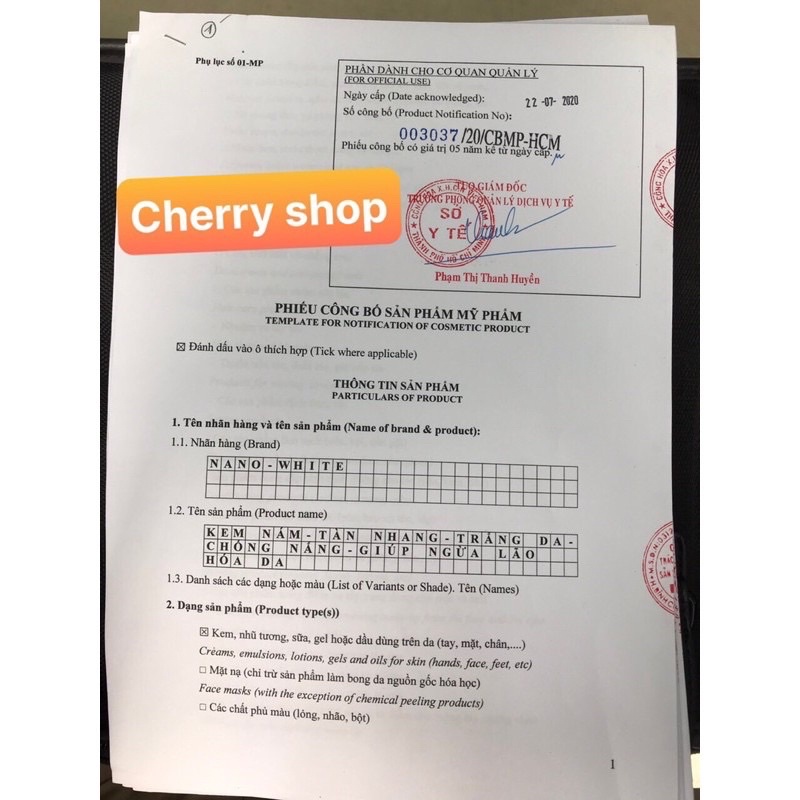 1
Phụ lục số 01-MP
PHẦN DÀNH CHO CƠ QUAN QUẢN LÝ
(FOR OFFICIAL USE)
Ngày cấp (Date acknowledged): 22-07-2020
Số công bố (Product Notification No):
003037/20/CBMP-HCM
Phiếu công bố có giá trị 05 năm kể từ ngày cấp.
TUQ GIÁM ĐỐC
TRƯỞNG PHÒNG QUẢN LÝ DỊCH VỤ Y TẾ
SỞ
Y TẾ
THÀNH PHỐ HỒ CHÍ MINH
Phạm Thị Thanh Huyền
Cherry shop
PHIẾU CÔNG BỐ SẢN PHẨM MỸ PHẨM
TEMPLATE FOR NOTIFICATION OF COSMETIC PRODUCT
☒ Đánh dấu vào ô thích hợp (Tick where applicable)
THÔNG TIN SẢN PHẨM
PARTICULARS OF PRODUCT
1. Tên nhãn hàng và tên sản phẩm (Name of brand & product):
1.1. Nhãn hàng (Brand)
NANO-WHITE
1.2. Tên sản phẩm (Product name)
KEM NÁM-TÀN NHANG-TRẮNG DA-
CHỐNG NẮNG-GIÚP NGỪA LÃO
HÓA DA
1.3. Danh sách các dạng hoặc màu (List of Variants or Shade). Tên (Names)
2. Dạng sản phẩm (Product type(s))
☒ Kem, nhũ tương, sữa, gel hoặc dầu dùng trên da (tay, mặt, chân,....)
Crèams, emulsions, lotions, gels and oils for skin (hands, face, feet, etc)
☐ Mặt nạ (chỉ trừ sản phẩm làm bong da nguồn gốc hóa học)
Face masks (with the exception of chemical peeling products)
☐ Các chất phủ màu (lỏng, nhão, bột)
1